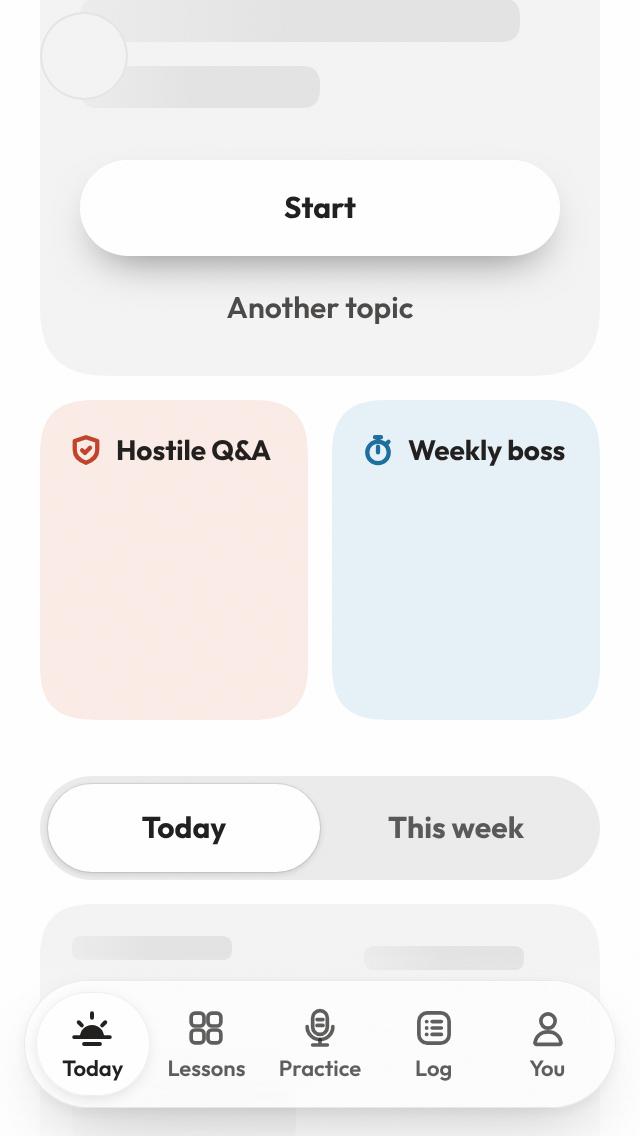 Start
Another topic
Hostile Q&A
Weekly boss
Today
This week
Today
Lessons
Practice
Log
You